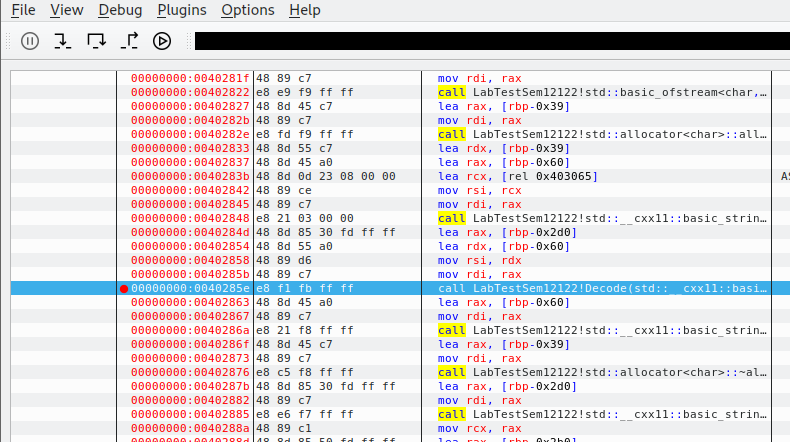 File View Debug Plugins Options Help
00000000:0040281f 48 89 c7 mov rdi, rax
00000000:00402822 e8 e9 f9 ff ff call LabTestSem12122!std::basic_ofstream<char,…
00000000:00402827 48 8d 45 c7 lea rax, [rbp-0x39]
00000000:0040282b 48 89 c7 mov rdi, rax
00000000:0040282e e8 fd f9 ff ff call LabTestSem12122!std::allocator<char>::all…
00000000:00402833 48 8d 55 c7 lea rdx, [rbp-0x39]
00000000:00402837 48 8d 45 a0 lea rax, [rbp-0x60]
00000000:0040283b 48 8d 0d 23 08 00 00 lea rcx, [rel 0x403065] AS
00000000:00402842 48 89 ce mov rsi, rcx
00000000:00402845 48 89 c7 mov rdi, rax
00000000:00402848 e8 21 03 00 00 call LabTestSem12122!std::__cxx11::basic_strin…
00000000:0040284d 48 8d 85 30 fd ff ff lea rax, [rbp-0x2d0]
00000000:00402854 48 8d 55 a0 lea rdx, [rbp-0x60]
00000000:00402858 48 89 d6 mov rsi, rdx
00000000:0040285b 48 89 c7 mov rdi, rax
00000000:0040285e e8 f1 fb ff ff call LabTestSem12122!Decode(std::__cxx11::basi…
00000000:00402863 48 8d 45 a0 lea rax, [rbp-0x60]
00000000:00402867 48 89 c7 mov rdi, rax
00000000:0040286a e8 21 f8 ff ff call LabTestSem12122!std::__cxx11::basic_strin…
00000000:0040286f 48 8d 45 c7 lea rax, [rbp-0x39]
00000000:00402873 48 89 c7 mov rdi, rax
00000000:00402876 e8 c5 f8 ff ff call LabTestSem12122!std::allocator<char>::~al…
00000000:0040287b 48 8d 85 30 fd ff ff lea rax, [rbp-0x2d0]
00000000:00402882 48 89 c7 mov rdi, rax
00000000:00402885 e8 e6 f7 ff ff call LabTestSem12122!std::__cxx11::basic_strin…
00000000:0040288a 48 89 c1 mov rcx, rax
00000000:0040288d 48 8d 85 50 fd ff ff lea rax, [rbp-0x2b0]